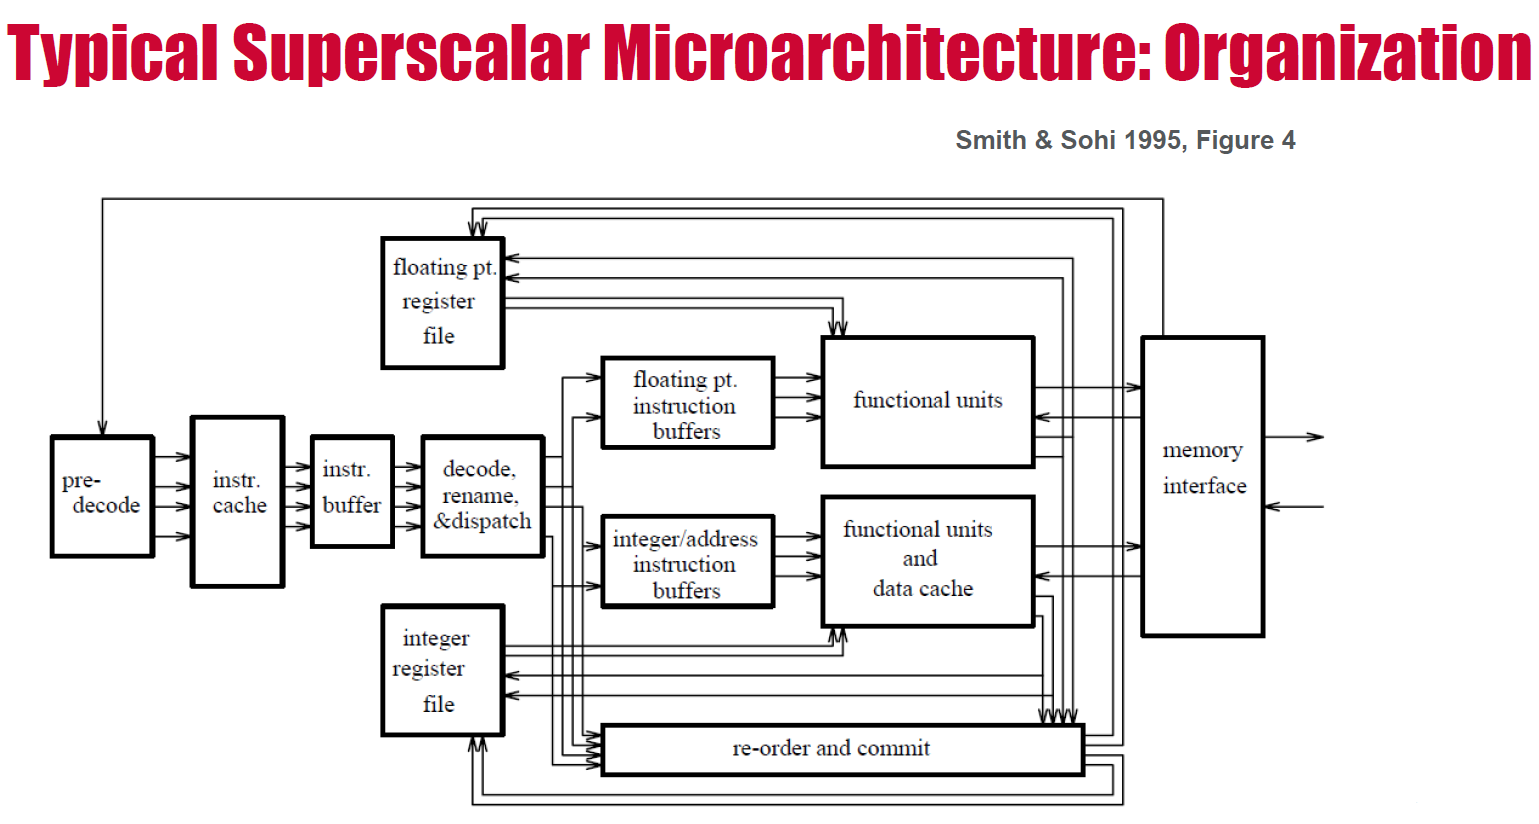 Typical Superscalar Microarchitecture: Organization
Smith & Sohi 1995, Figure 4
floating pt.
register
file
floating pt.
instruction
buffers
functional units
memory
interface
pre-
decode
instr.
cache
instr.
buffer
decode,
rename,
&dispatch
integer/address
instruction
buffers
functional units
and
data cache
integer
register
file
re-order and commit